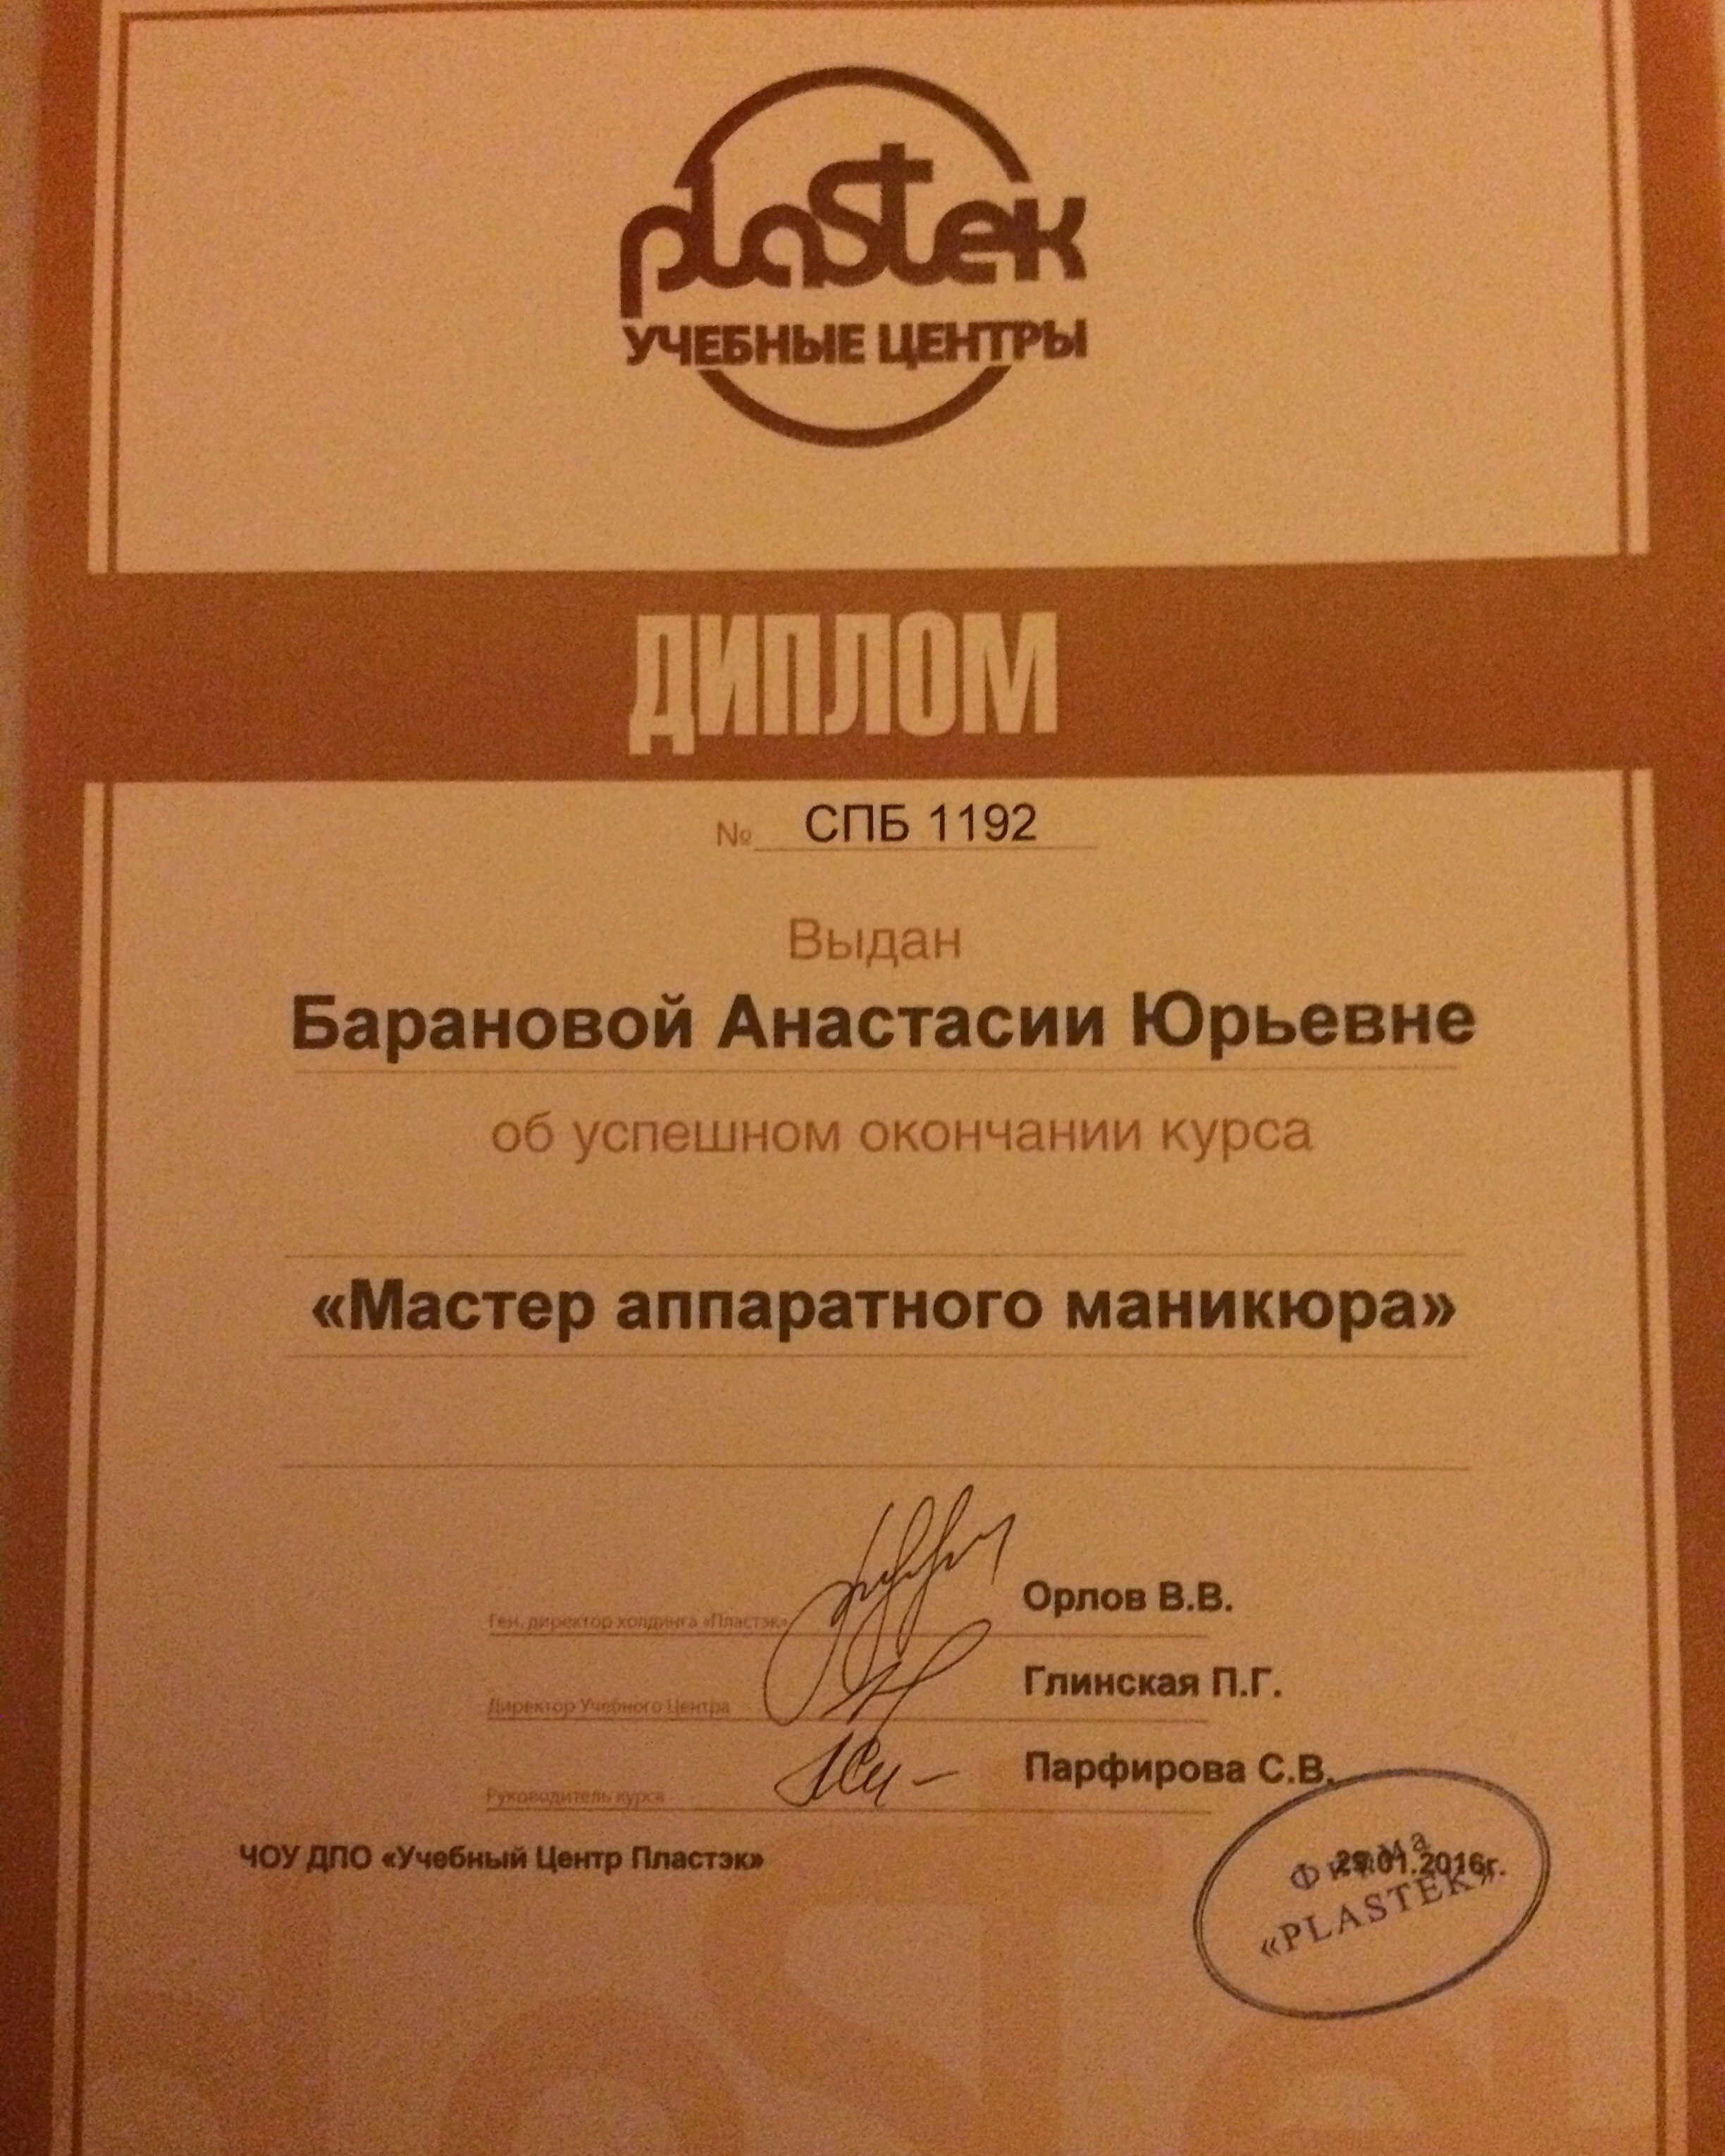 plastek
УЧЕБНЫЕ ЦЕНТРЫ
ДИПЛОМ
№ СПБ 1192
Выдан
Барановой Анастасии Юрьевне
об успешном окончании курса
«Мастер аппаратного маникюра»
Ген. директор холдинга «Пластэк» Орлов В.В.
Директор Учебного Центра Глинская П.Г.
Руководитель курса Парфирова С.В.
ЧОУ ДПО «Учебный Центр Пластэк»
Фирма
«PLASTEK»